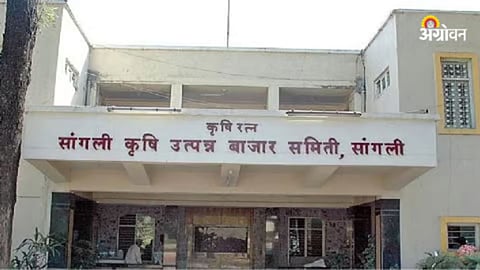 अॅग्रोवन
कृषि रत्न
सांगली कृषि उत्पन्न बाजार समिती, सांगली